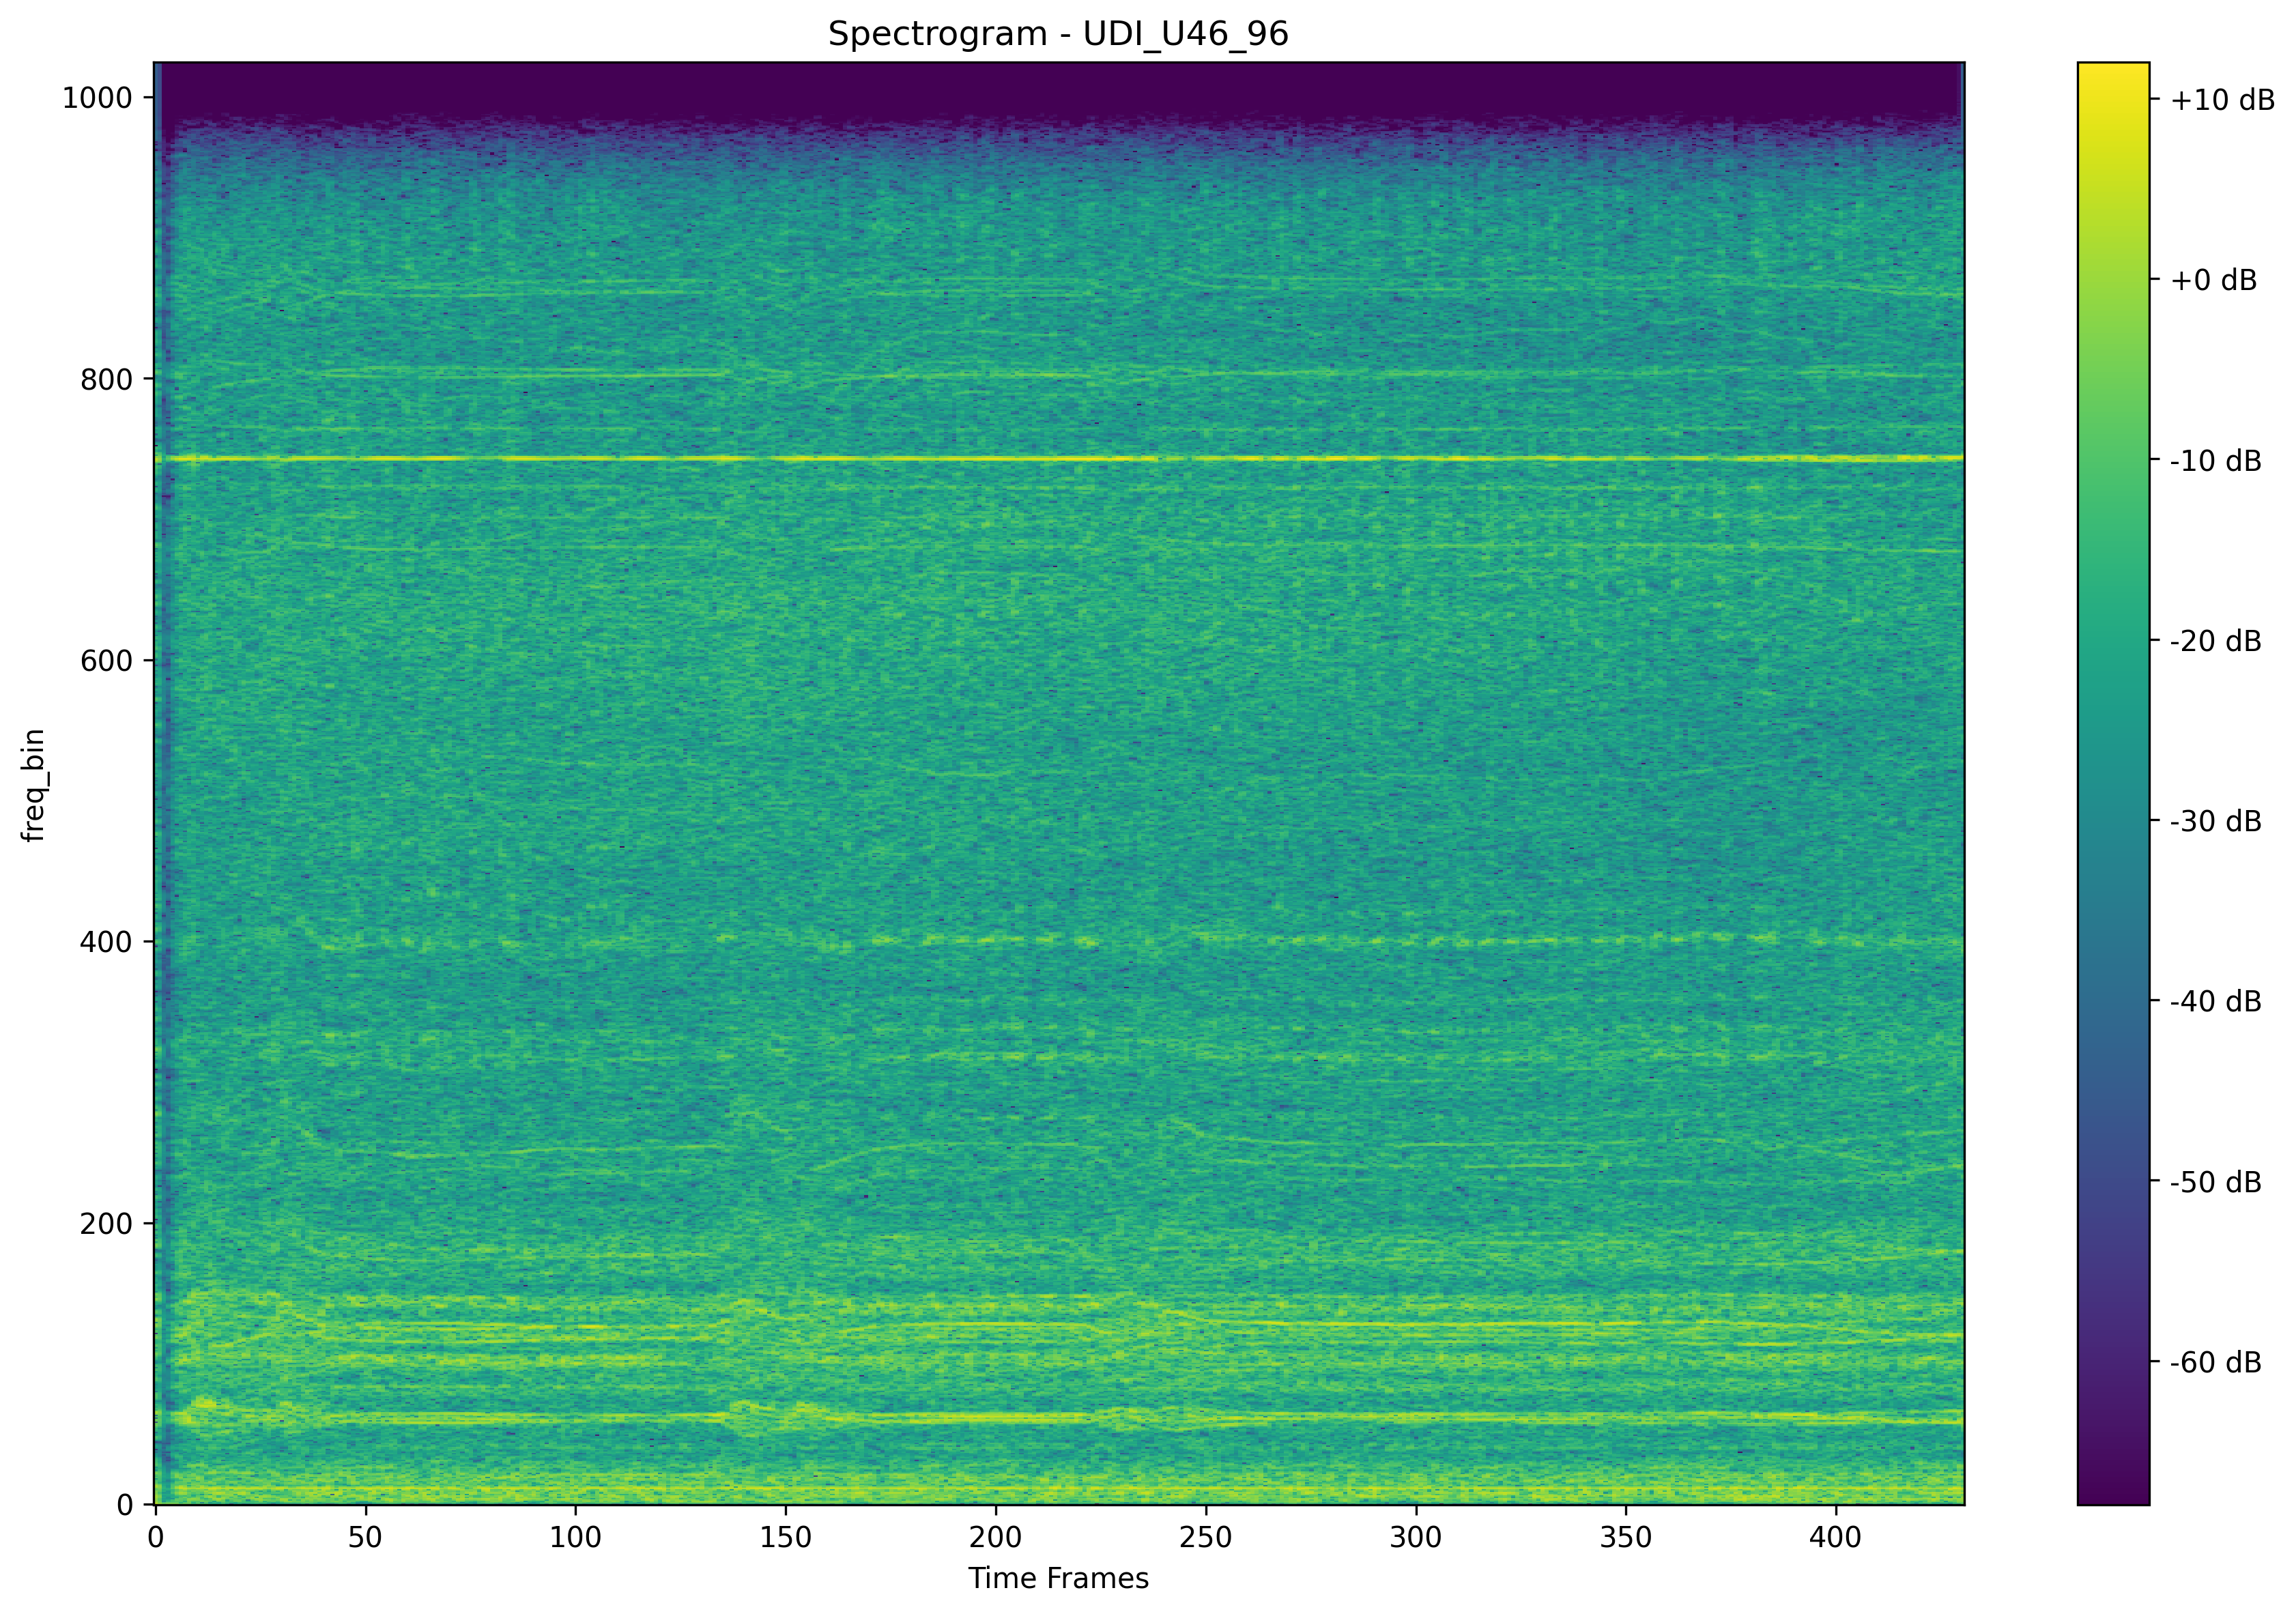 Spectrogram - UDI_U46_96
1000
800
600
400
200
0
freq_bin
0 50 100 150 200 250 300 350 400
Time Frames
+10 dB
+0 dB
-10 dB
-20 dB
-30 dB
-40 dB
-50 dB
-60 dB